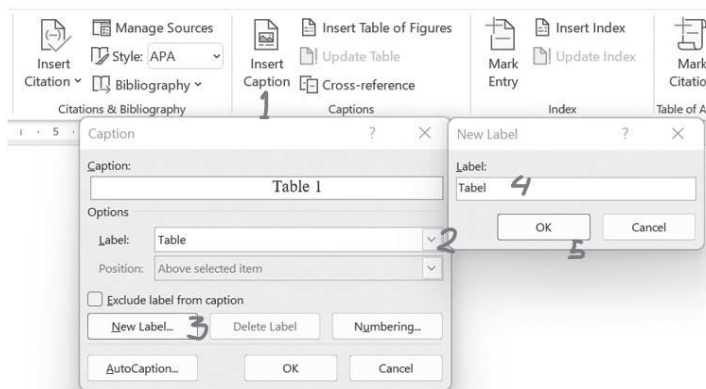 Insert
Citation
Manage Sources
Style: APA
Bibliography
Citations & Bibliography
Insert
Caption
Insert Table of Figures
Update Table
Cross-reference
Captions
Mark
Entry
Insert Index
Update Index
Index
Mark
Citatio
Table of A
1
5
Caption ?
Caption:
Table 1
Options
Label: Table
2
Position: Above selected item
Exclude label from caption
New Label... 3 Delete Label Numbering...
AutoCaption... OK Cancel
New Label ?
Label:
Tabel 4
OK Cancel
5